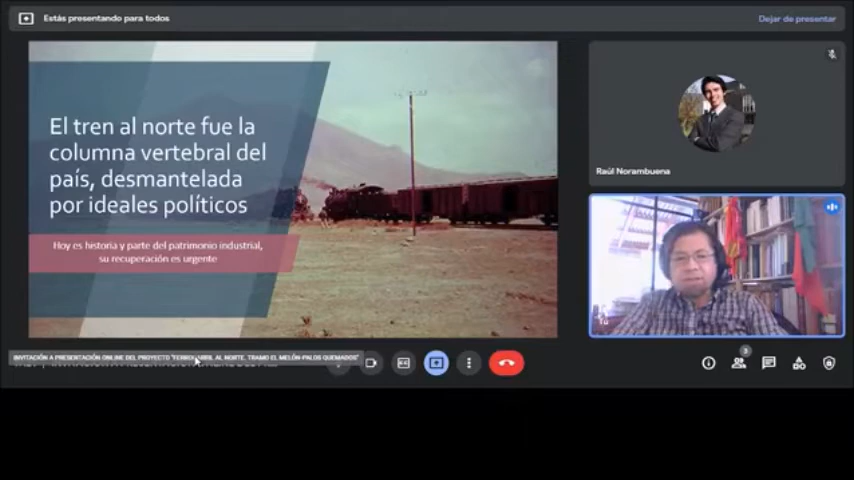 Estás presentando para todos
Dejar de presentar
El tren al norte fue la
columna vertebral del
país, desmantelada
por ideales políticos
Hoy es historia y parte del patrimonio industrial,
su recuperación es urgente
Raúl Norambuena
Tú
INVITACIÓN A PRESENTACIÓN ONLINE DEL PROYECTO "FERROCARRIL AL NORTE. TRAMO EL MELÓN-PALOS QUEMADOS"
3